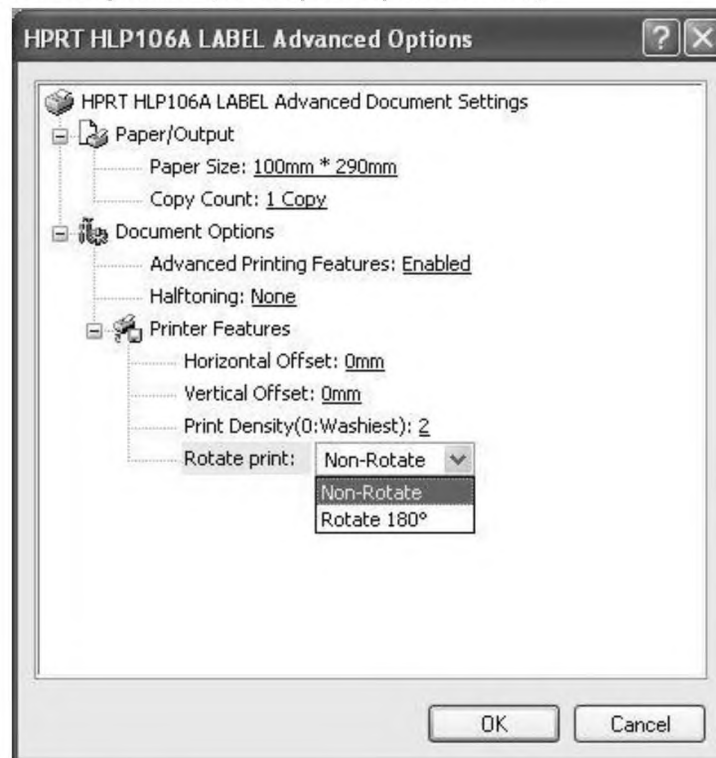 HPRT HLP106A LABEL Advanced Options
HPRT HLP106A LABEL Advanced Document Settings
Paper/Output
Paper Size: 100mm * 290mm
Copy Count: 1 Copy
Document Options
Advanced Printing Features: Enabled
Halftoning: None
Printer Features
Horizontal Offset: 0mm
Vertical Offset: 0mm
Print Density(0:Washiest): 2
Rotate print: Non-Rotate
Non-Rotate
Rotate 180°
OK Cancel